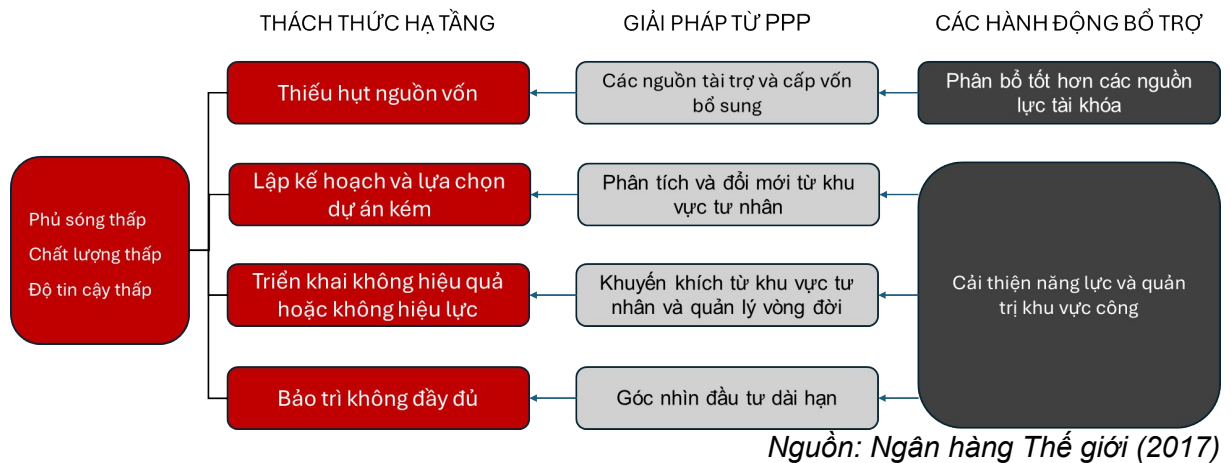 THÁCH THỨC HẠ TẦNG
GIẢI PHÁP TỪ PPP
CÁC HÀNH ĐỘNG BỔ TRỢ
Phủ sóng thấp
Chất lượng thấp
Độ tin cậy thấp
Thiếu hụt nguồn vốn
Các nguồn tài trợ và cấp vốn
bổ sung
Phân bổ tốt hơn các nguồn
lực tài khóa
Lập kế hoạch và lựa chọn
dự án kém
Phân tích và đổi mới từ khu
vực tư nhân
Triển khai không hiệu quả
hoặc không hiệu lực
Khuyến khích từ khu vực tư
nhân và quản lý vòng đời
Cải thiện năng lực và quản
trị khu vực công
Bảo trì không đầy đủ
Góc nhìn đầu tư dài hạn
Nguồn: Ngân hàng Thế giới (2017)